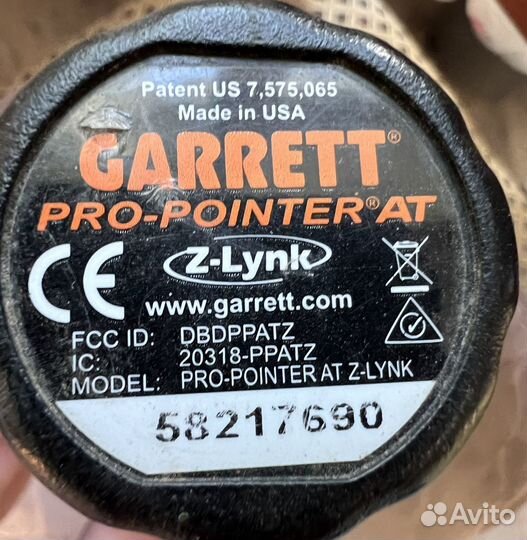 Patent US 7,575,065
Made in USA
GARRETT®
PRO-POINTER® AT
CE
Z-Lynk
www.garrett.com
FCC ID: DBDPPATZ
IC: 20318-PPATZ
MODEL: PRO-POINTER AT Z-LYNK
58217690
Avito